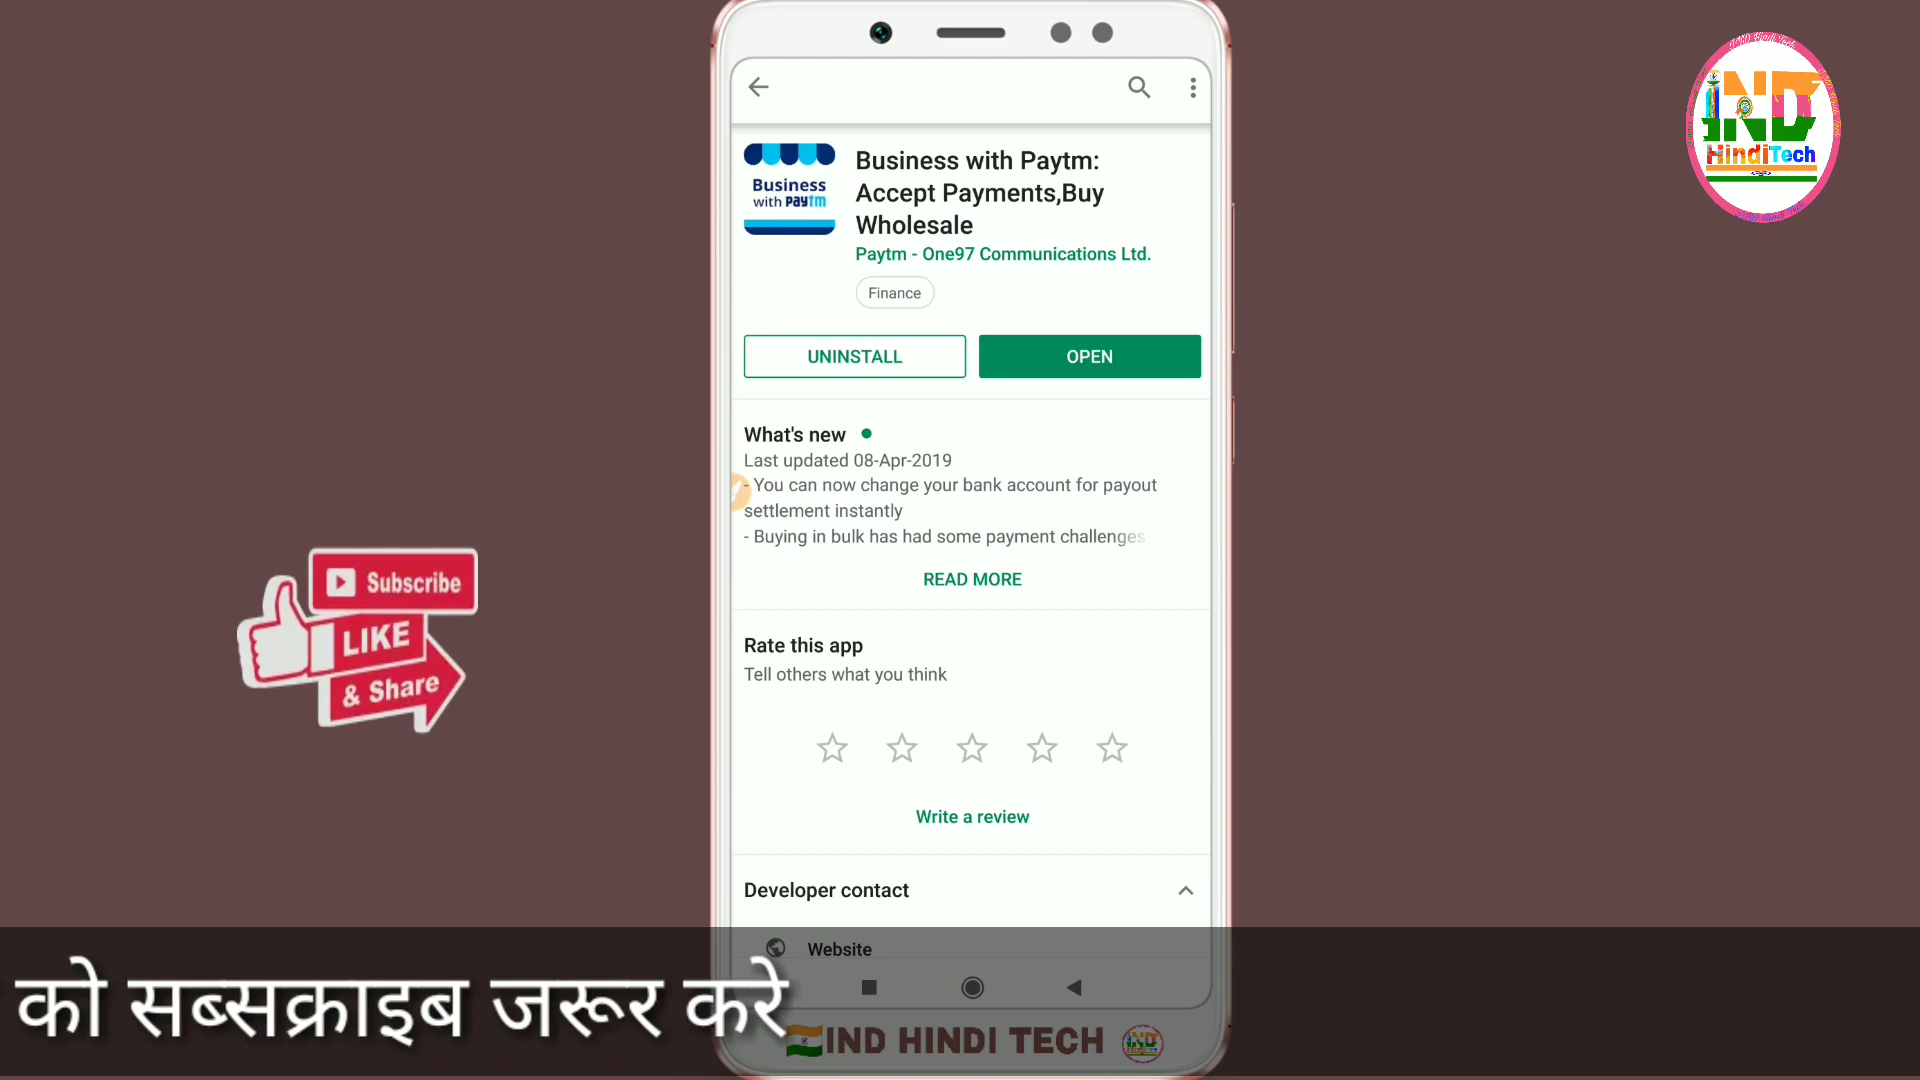 IND
HindiTech
Business
with paytm
Business with Paytm:
Accept Payments,Buy
Wholesale
Paytm - One97 Communications Ltd.
Finance
UNINSTALL
OPEN
What's new
Last updated 08-Apr-2019
- You can now change your bank account for payout
settlement instantly
- Buying in bulk has had some payment challenges
READ MORE
Subscribe
LIKE
& Share
Rate this app
Tell others what you think
Write a review
Developer contact
Website
को सब्सक्राइब जरूर करे
IND HINDI TECH